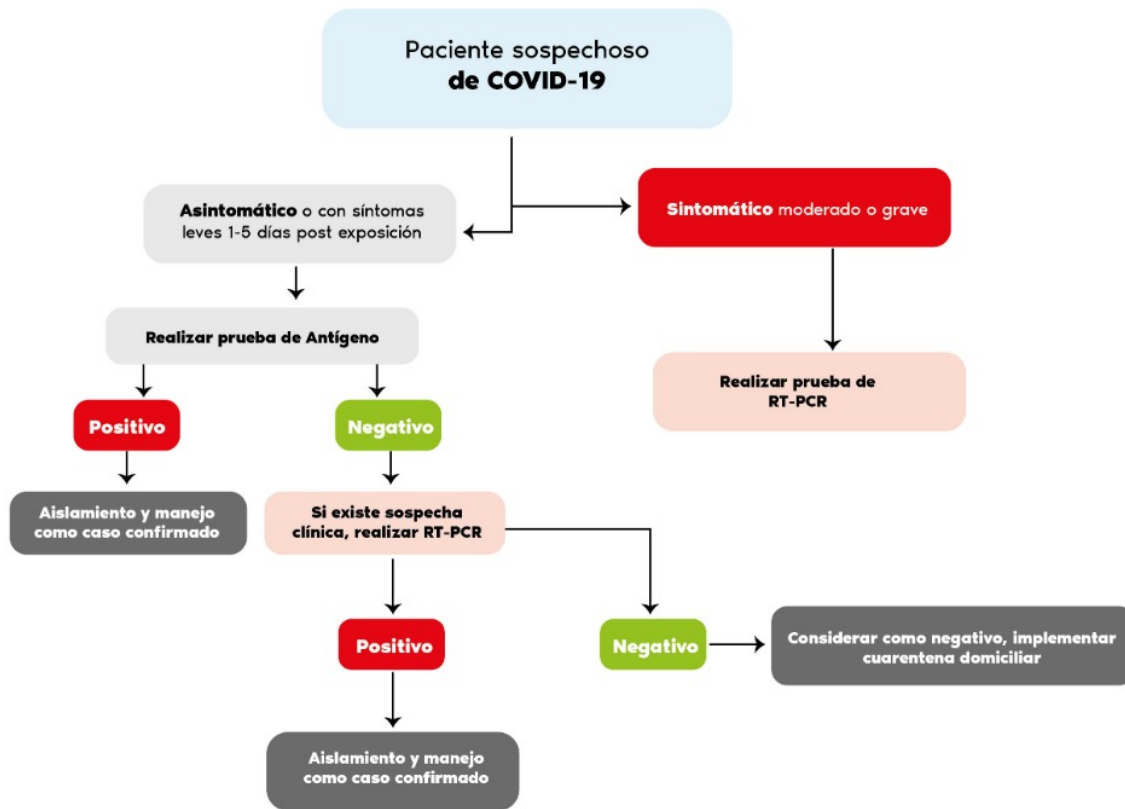 Paciente sospechoso
de COVID-19
Asintomático o con síntomas
leves 1-5 días post exposición
Sintomático moderado o grave
Realizar prueba de Antígeno
Realizar prueba de
RT-PCR
Positivo
Negativo
Aislamiento y manejo
como caso confirmado
Si existe sospecha
clínica, realizar RT-PCR
Positivo
Negativo
Considerar como negativo, implementar
cuarentena domiciliar
Aislamiento y manejo
como caso confirmado